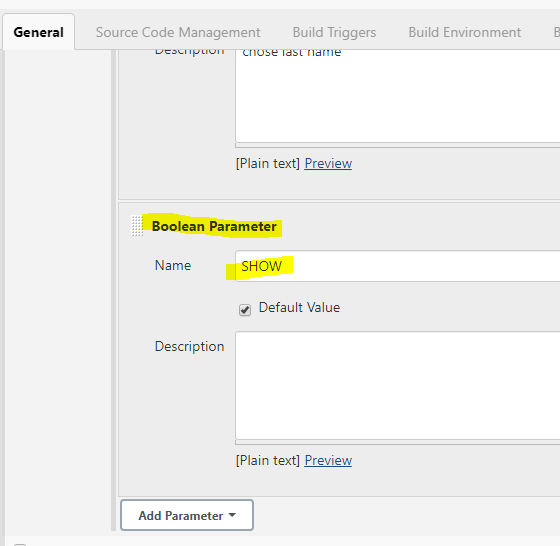 General Source Code Management Build Triggers Build Environment B
Description chose last name
[Plain text] Preview
Boolean Parameter
Name SHOW
Default Value
Description
[Plain text] Preview
Add Parameter